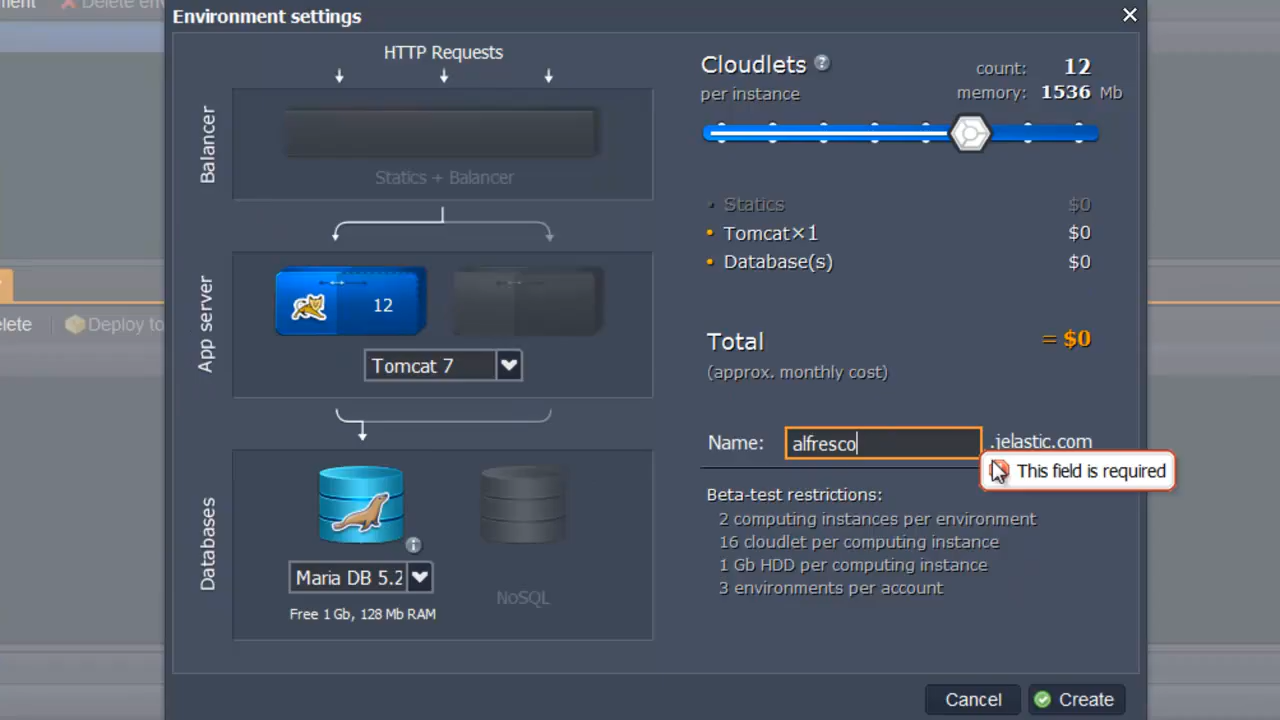 Delete env
Environment settings
HTTP Requests
Balancer
Statics + Balancer
App server
12
Tomcat 7
Databases
Maria DB 5.2
Free 1 Gb, 128 Mb RAM
NoSQL
Cloudlets ?
per instance
count: 12
memory: 1536 Mb
• Statics $0
• Tomcat×1 $0
• Database(s) $0
Total = $0
(approx. monthly cost)
Name: alfresco .jelastic.com
This field is required
Beta-test restrictions:
2 computing instances per environment
16 cloudlet per computing instance
1 Gb HDD per computing instance
3 environments per account
Deploy to
Cancel Create